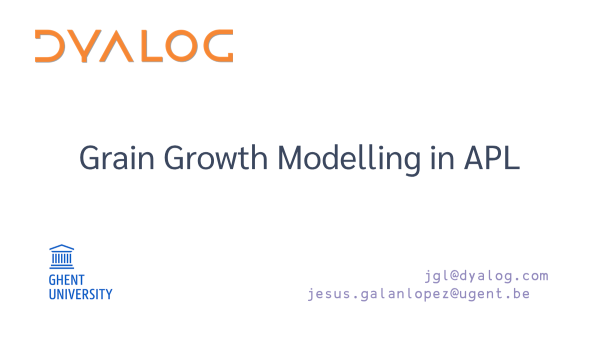 DYALOG
Grain Growth Modelling in APL
GHENT
UNIVERSITY
jgl@dyalog.com
jesus.galanlopez@ugent.be